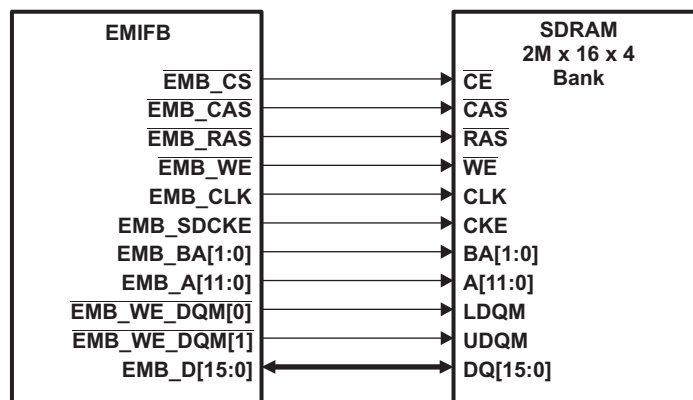 EMIFB
SDRAM
2M x 16 x 4
Bank
EMB_CS CE
EMB_CAS CAS
EMB_RAS RAS
EMB_WE WE
EMB_CLK CLK
EMB_SDCKE CKE
EMB_BA[1:0] BA[1:0]
EMB_A[11:0] A[11:0]
EMB_WE_DQM[0] LDQM
EMB_WE_DQM[1] UDQM
EMB_D[15:0] DQ[15:0]